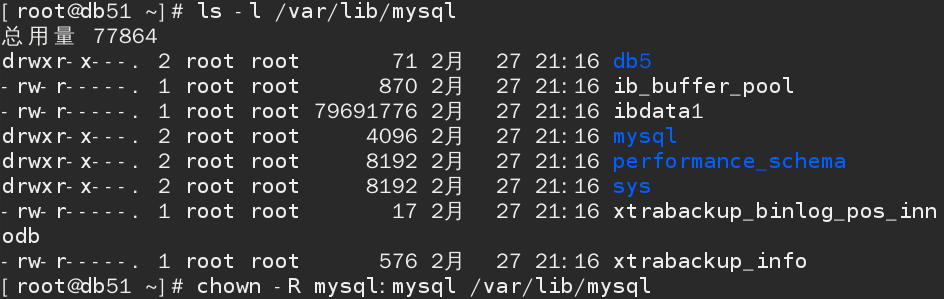 [root@db51 ~]# ls -l /var/lib/mysql
总用量 77864
drwxr-x---. 2 root root 71 2月 27 21:16 db5
-rw-r-----. 1 root root 870 2月 27 21:16 ib_buffer_pool
-rw-r-----. 1 root root 79691776 2月 27 21:16 ibdata1
drwxr-x---. 2 root root 4096 2月 27 21:16 mysql
drwxr-x---. 2 root root 8192 2月 27 21:16 performance_schema
drwxr-x---. 2 root root 8192 2月 27 21:16 sys
-rw-r-----. 1 root root 17 2月 27 21:16 xtrabackup_binlog_pos_inn
odb
-rw-r-----. 1 root root 576 2月 27 21:16 xtrabackup_info
[root@db51 ~]# chown -R mysql:mysql /var/lib/mysql